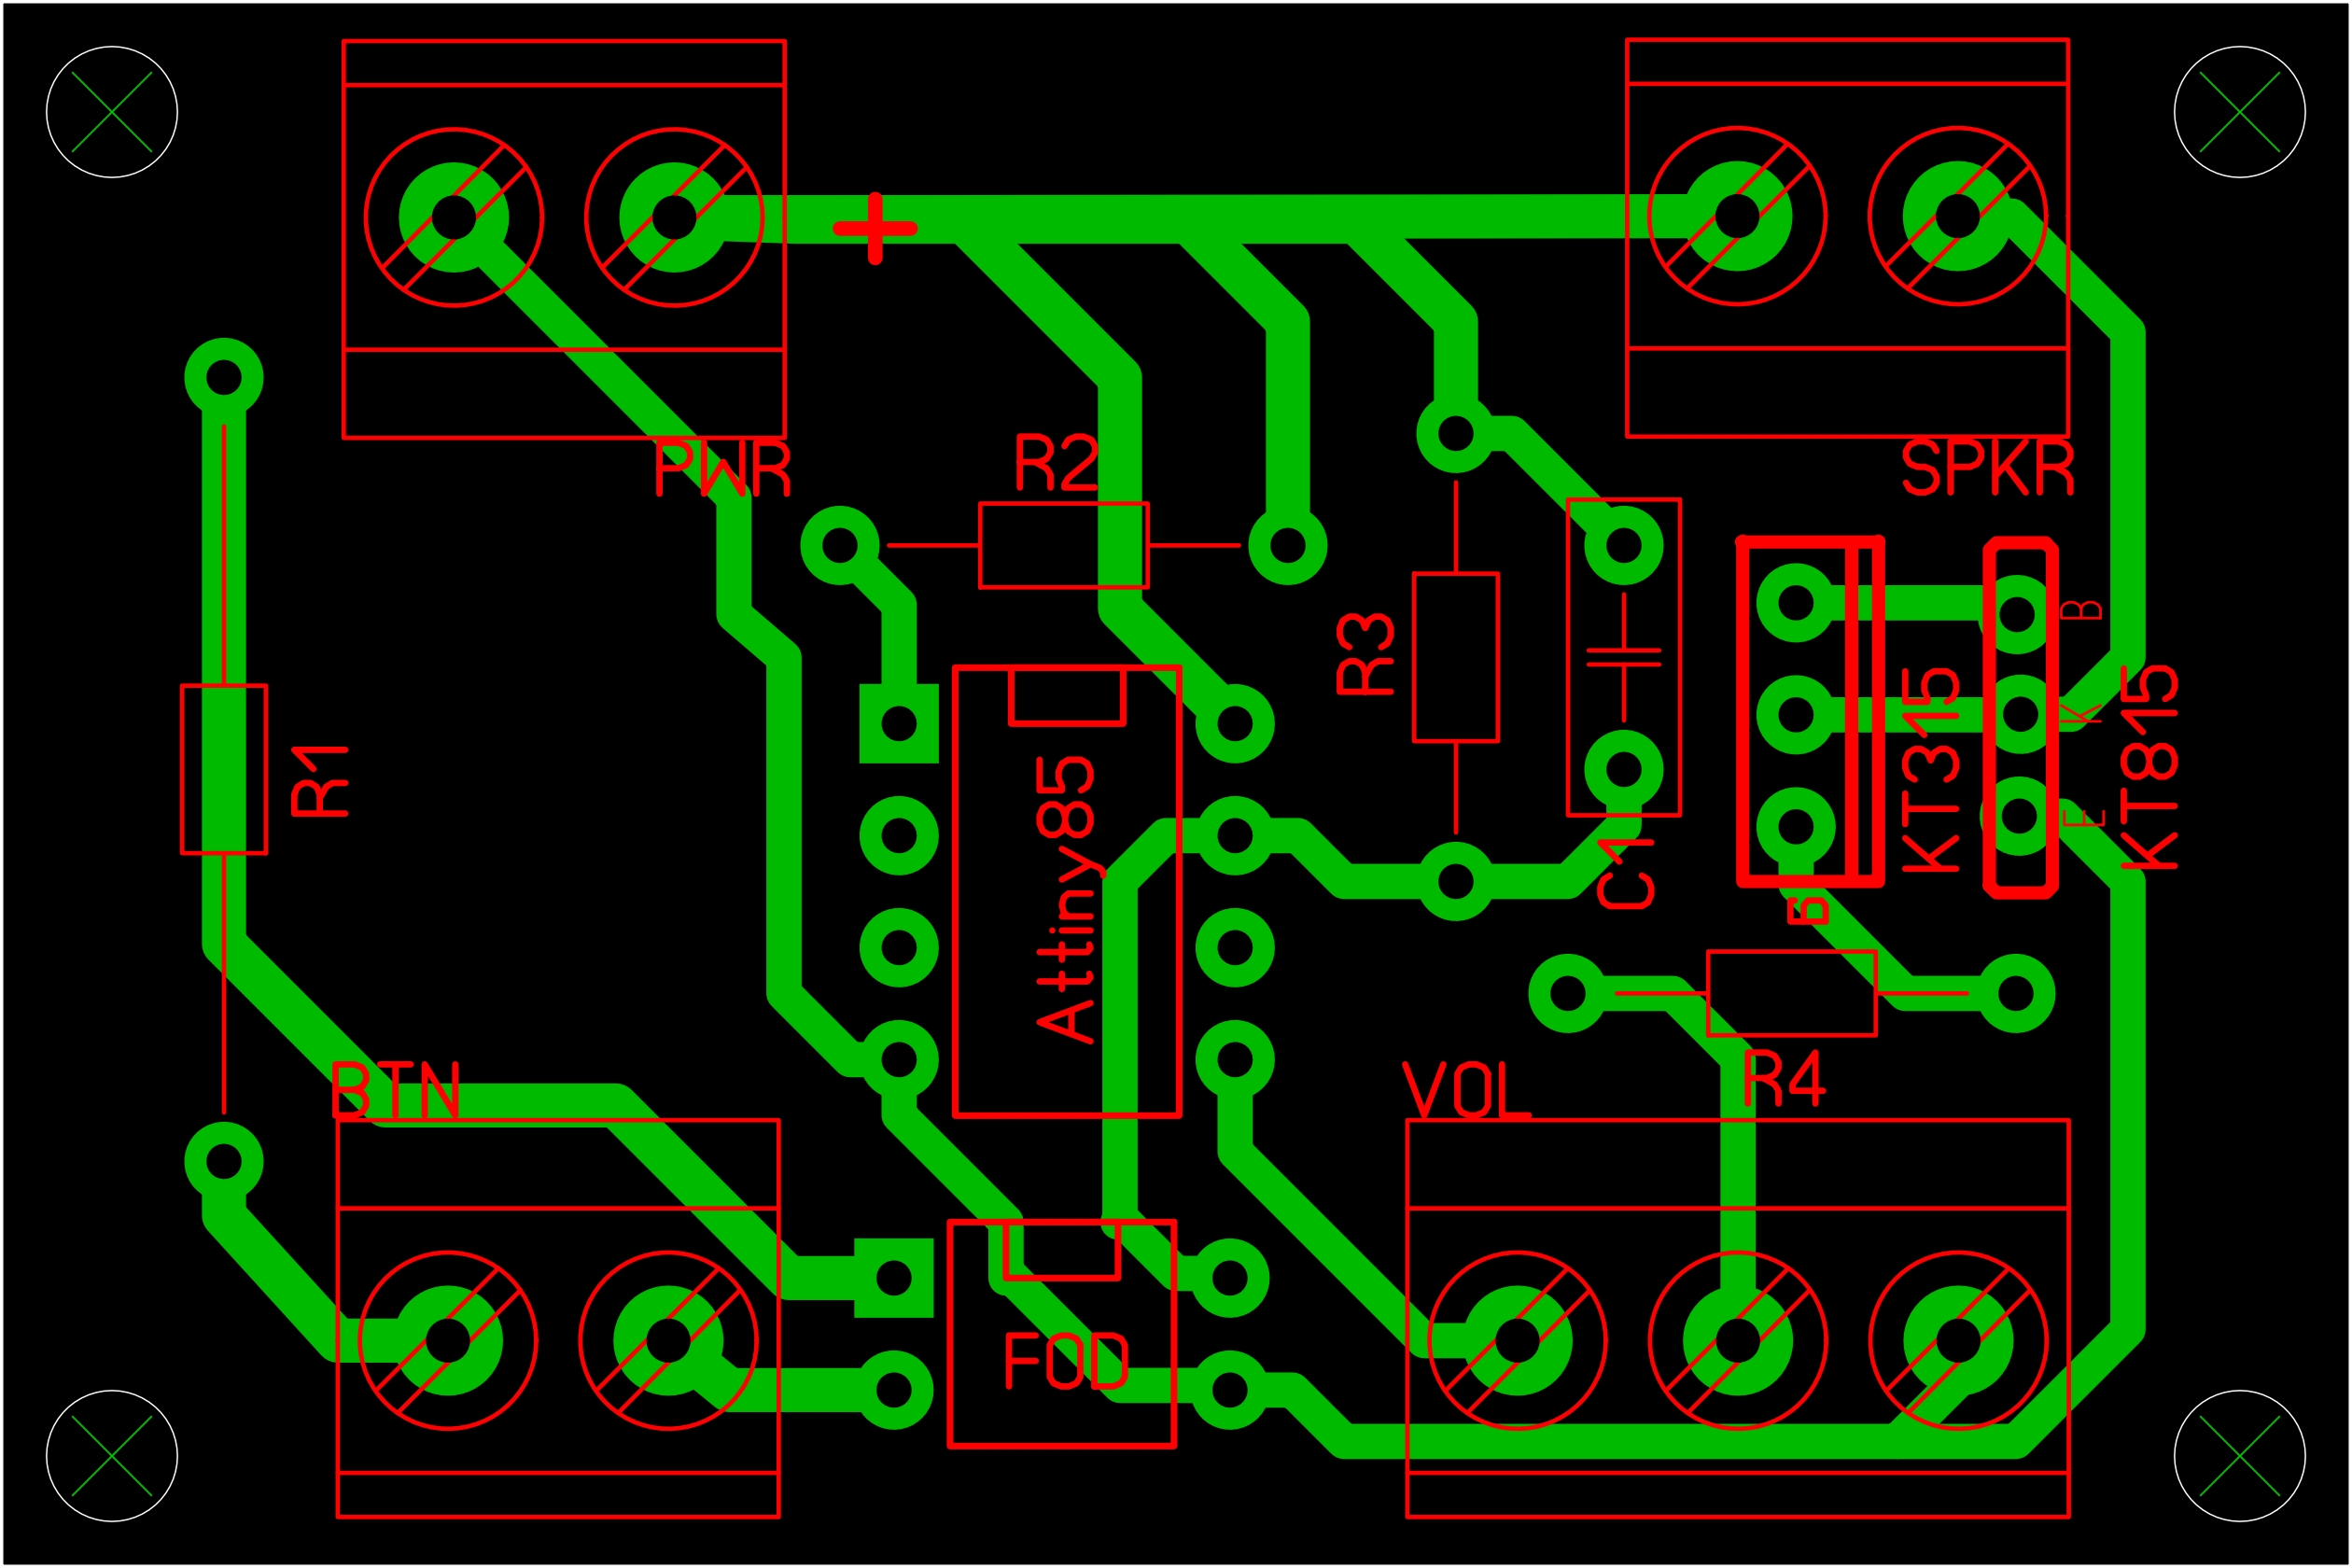 +
PWR
SPKR
R2
R3
B
K
E
KT315
KT815
R1
Attiny85
C1
Б
BTN
VOL
R4
FOD